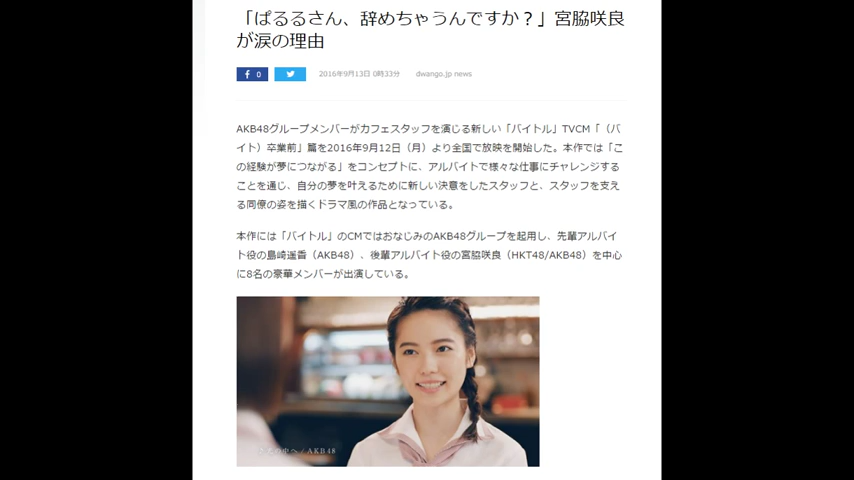 「ぱるるさん、辞めちゃうんですか？」宮脇咲良
が涙の理由
0
2016年9月13日 0時33分 dwango.jp news
AKB48グループメンバーがカフェスタッフを演じる新しい「バイトル」TVCM「（バ
イト）卒業前」篇を2016年9月12日（月）より全国で放映を開始した。本作では「こ
の経験が夢につながる」をコンセプトに、アルバイトで様々な仕事にチャレンジする
ことを通じ、自分の夢を叶えるために新しい決意をしたスタッフと、スタッフを支え
る同僚の姿を描くドラマ風の作品となっている。
本作には「バイトル」のCMではおなじみのAKB48グループを起用し、先輩アルバイ
ト役の島崎遥香（AKB48）、後輩アルバイト役の宮脇咲良（HKT48/AKB48）を中心
に8名の豪華メンバーが出演している。
の中へ / AKB48